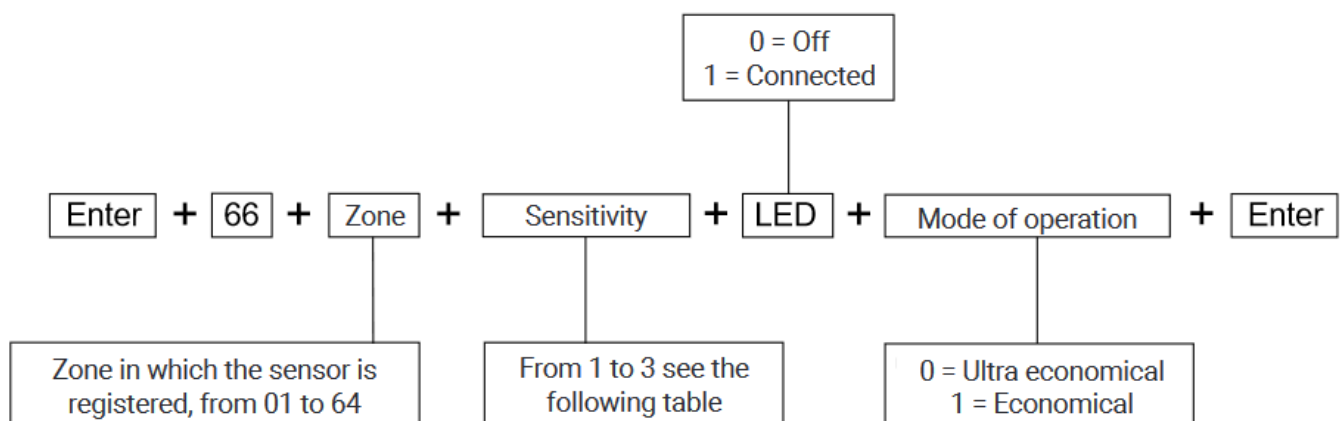 0 = Off
1 = Connected
Enter + 66 + Zone + Sensitivity + LED + Mode of operation + Enter
Zone in which the sensor is
registered, from 01 to 64
From 1 to 3 see the
following table
0 = Ultra economical
1 = Economical